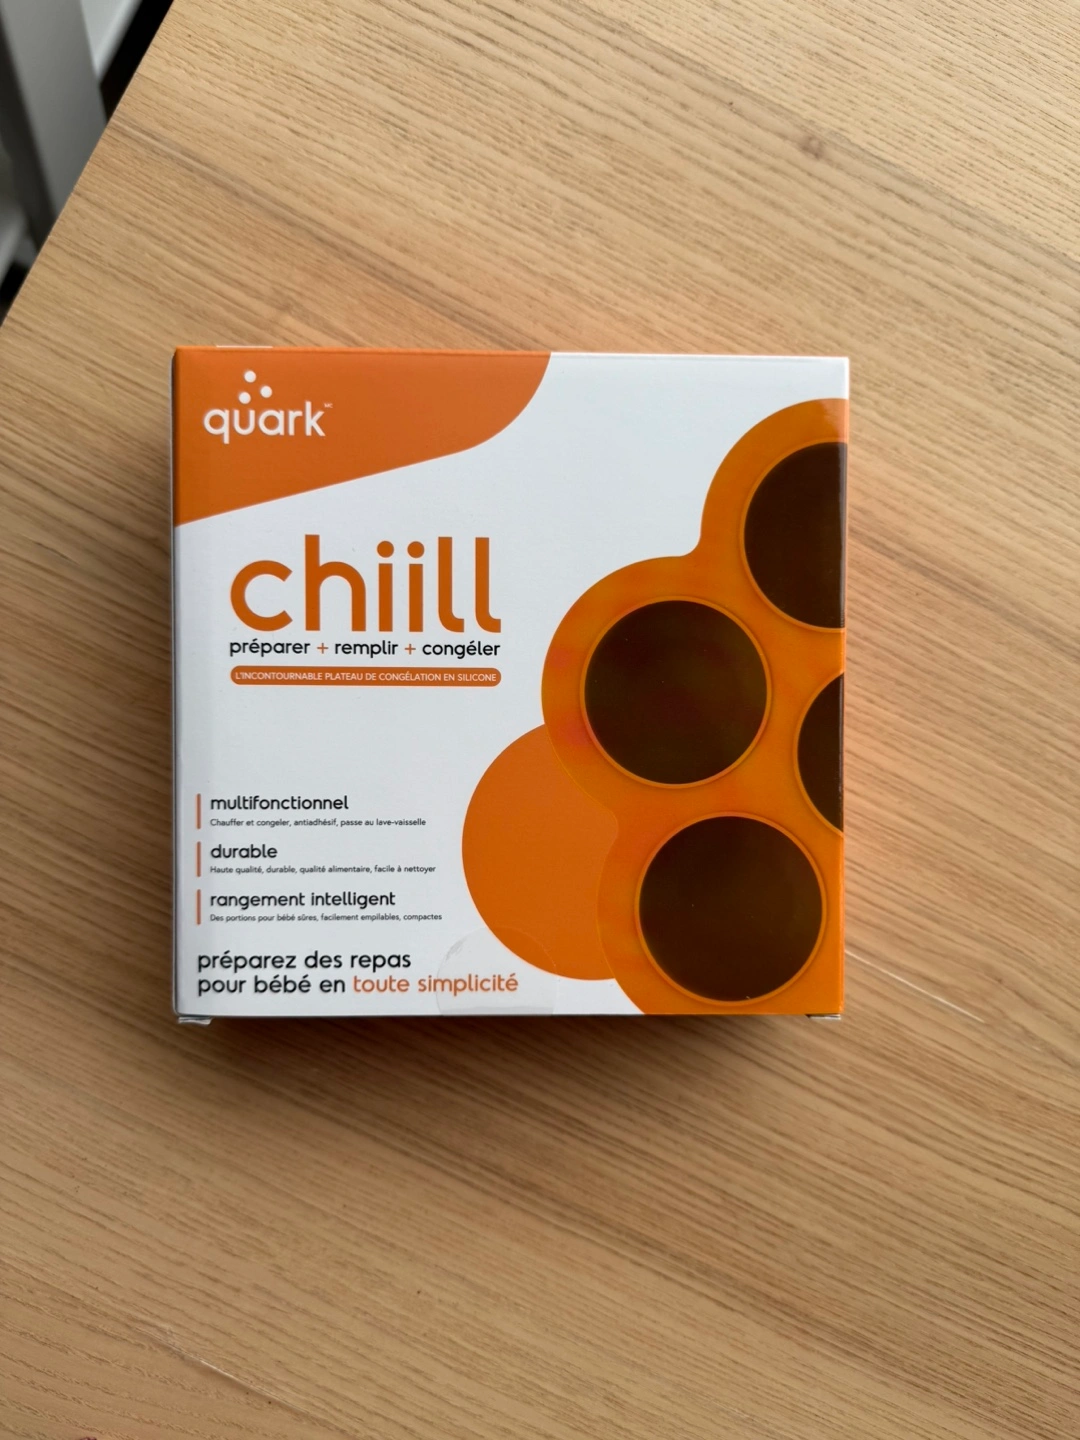 quark MC
chiill
préparer + remplir + congéler
L'INCONTOURNABLE PLATEAU DE CONGÉLATION EN SILICONE
multifonctionnel
Chauffer et congeler, antiadhésif, passe au lave-vaisselle
durable
Haute qualité, durable, qualité alimentaire, facile à nettoyer
rangement intelligent
Des portions pour bébé sûres, facilement empilables, compactes
préparez des repas
pour bébé en toute simplicité